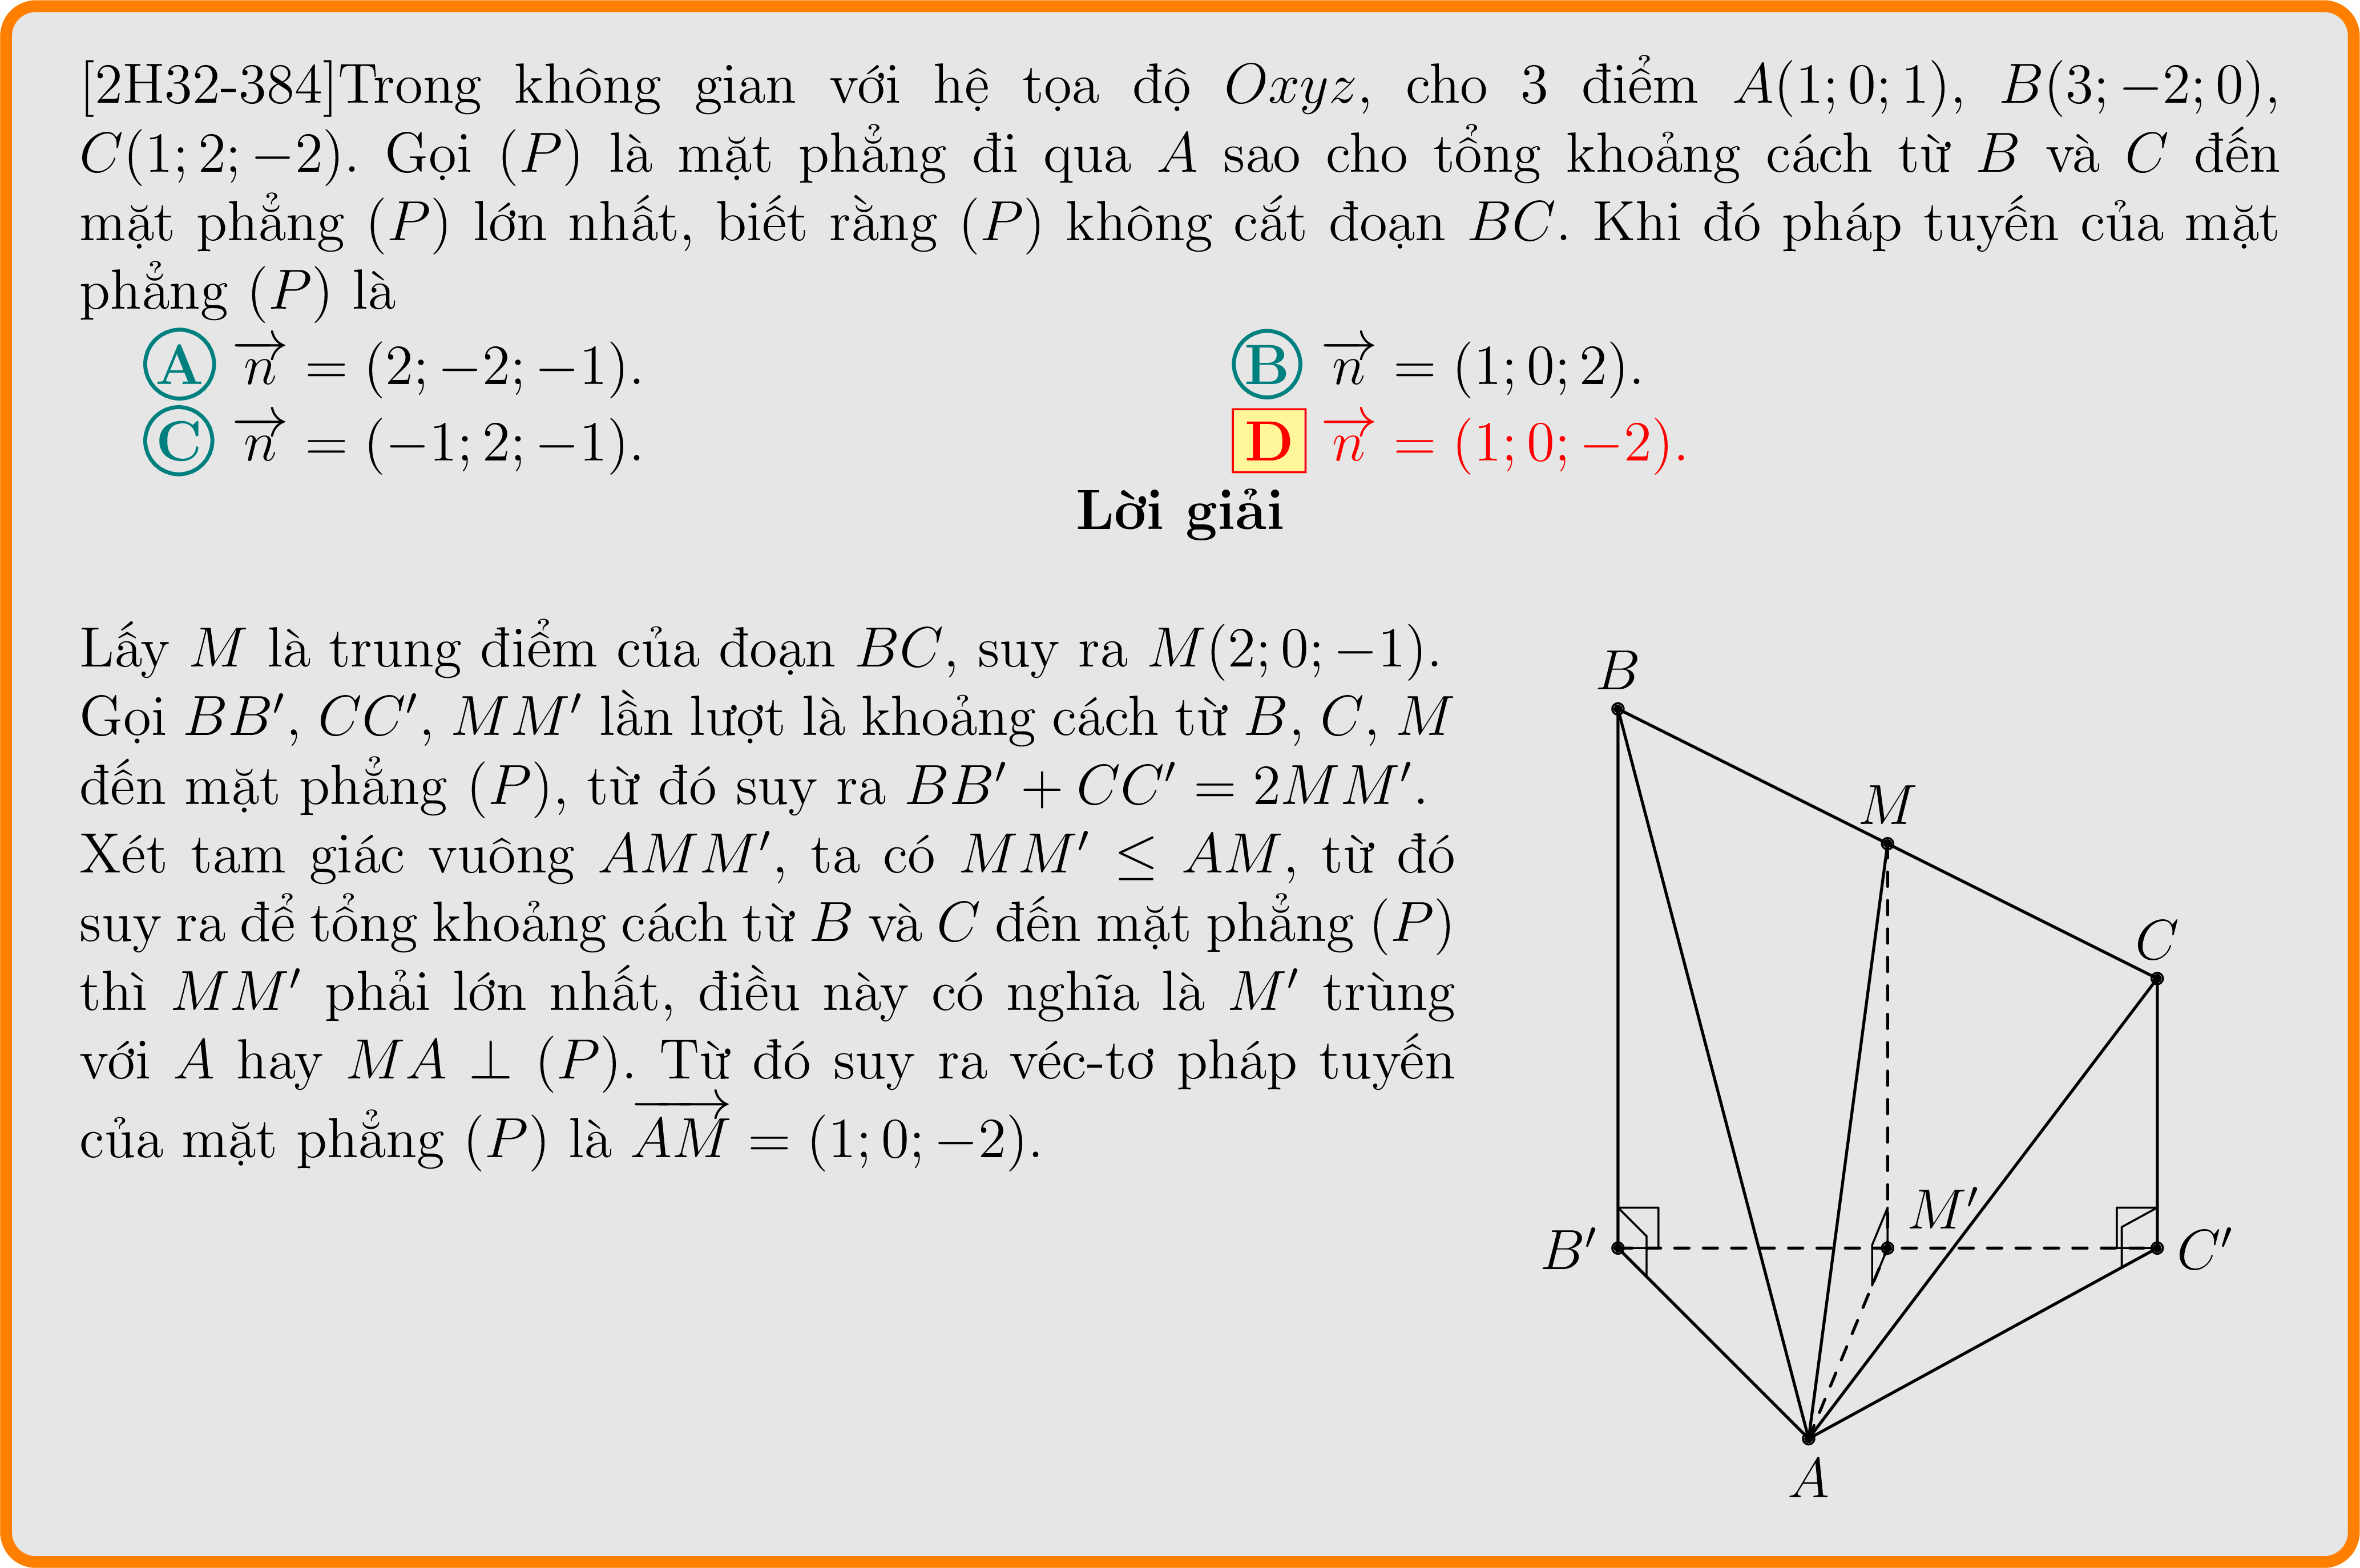 [2H32-384]Trong không gian với hệ tọa độ Oxyz, cho 3 điểm A(1; 0; 1), B(3; −2; 0),
C(1; 2; −2). Gọi (P) là mặt phẳng đi qua A sao cho tổng khoảng cách từ B và C đến
mặt phẳng (P) lớn nhất, biết rằng (P) không cắt đoạn BC. Khi đó pháp tuyến của mặt
phẳng (P) là
A $\overrightarrow{n}$ = (2; −2; −1).
B $\overrightarrow{n}$ = (1; 0; 2).
C $\overrightarrow{n}$ = (−1; 2; −1).
D $\overrightarrow{n}$ = (1; 0; −2).
Lời giải
Lấy M là trung điểm của đoạn BC, suy ra M(2; 0; −1).
Gọi BB′, CC′, MM′ lần lượt là khoảng cách từ B, C, M
đến mặt phẳng (P), từ đó suy ra BB′ + CC′ = 2MM′.
Xét tam giác vuông AMM′, ta có MM′ ≤ AM, từ đó
suy ra để tổng khoảng cách từ B và C đến mặt phẳng (P)
thì MM′ phải lớn nhất, điều này có nghĩa là M′ trùng
với A hay MA ⊥ (P). Từ đó suy ra véc-tơ pháp tuyến
của mặt phẳng (P) là $\overrightarrow{AM}$ = (1; 0; −2).
B
M
C
M′
B′
C′
A